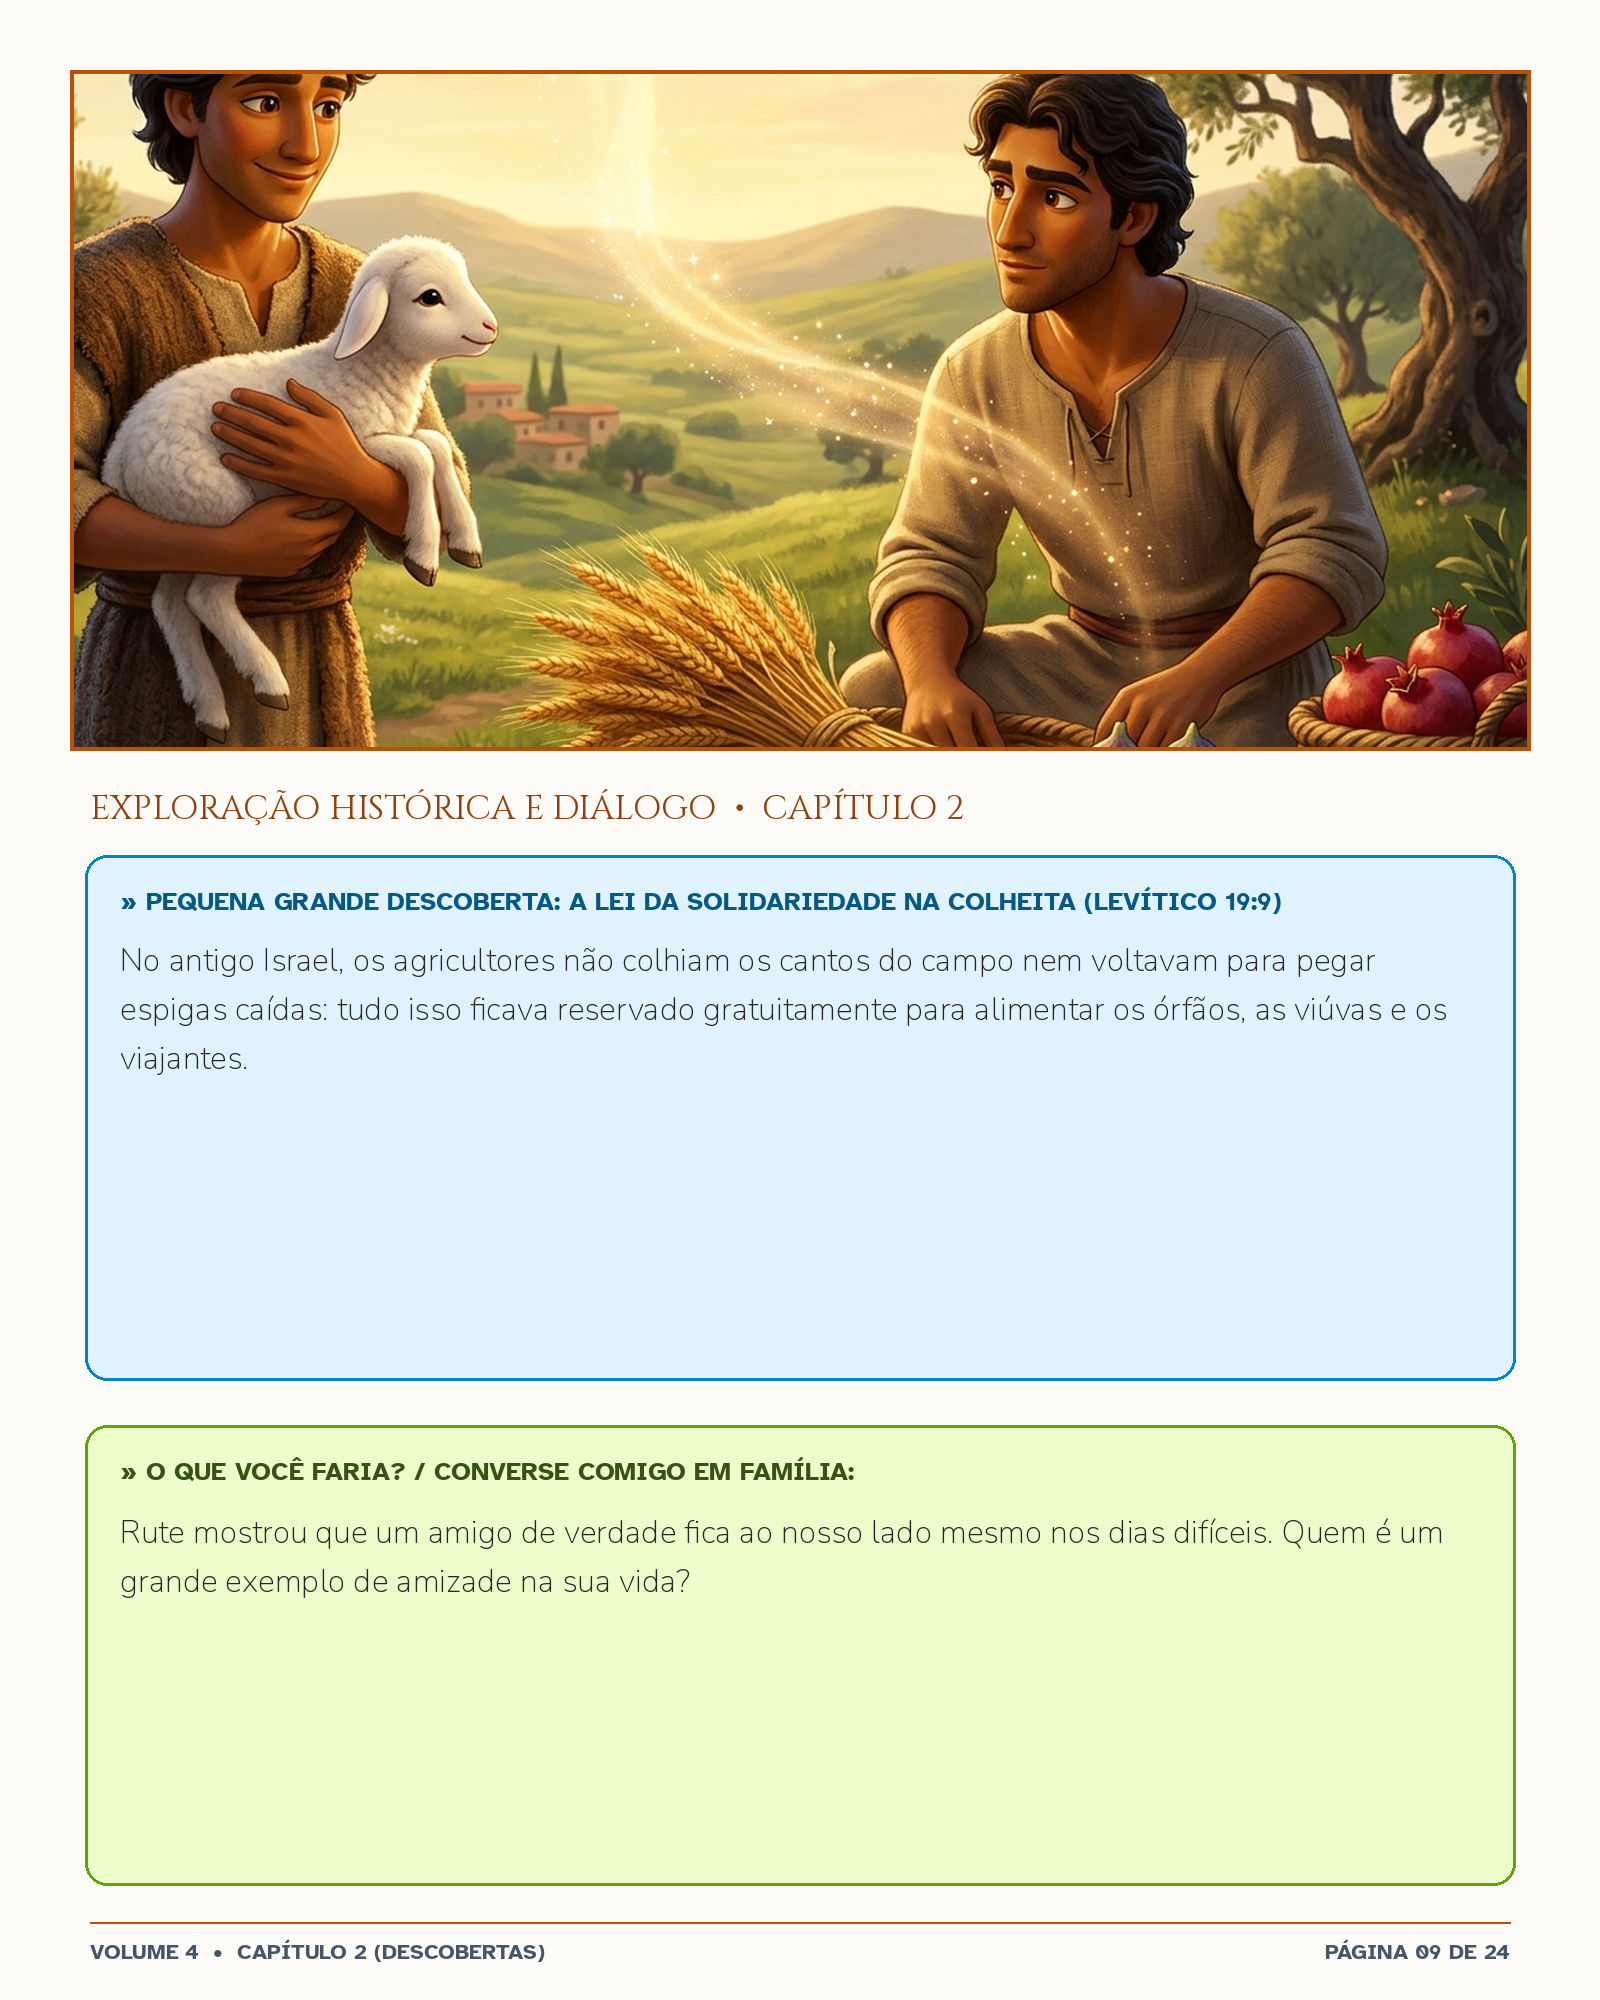 EXPLORAÇÃO HISTÓRICA E DIÁLOGO • CAPÍTULO 2
» PEQUENA GRANDE DESCOBERTA: A LEI DA SOLIDARIEDADE NA COLHEITA (LEVÍTICO 19:9)
No antigo Israel, os agricultores não colhiam os cantos do campo nem voltavam para pegar
espigas caídas: tudo isso ficava reservado gratuitamente para alimentar os órfãos, as viúvas e os
viajantes.
» O QUE VOCÊ FARIA? / CONVERSE COMIGO EM FAMÍLIA:
Rute mostrou que um amigo de verdade fica ao nosso lado mesmo nos dias difíceis. Quem é um
grande exemplo de amizade na sua vida?
VOLUME 4 • CAPÍTULO 2 (DESCOBERTAS)
PÁGINA 09 DE 24